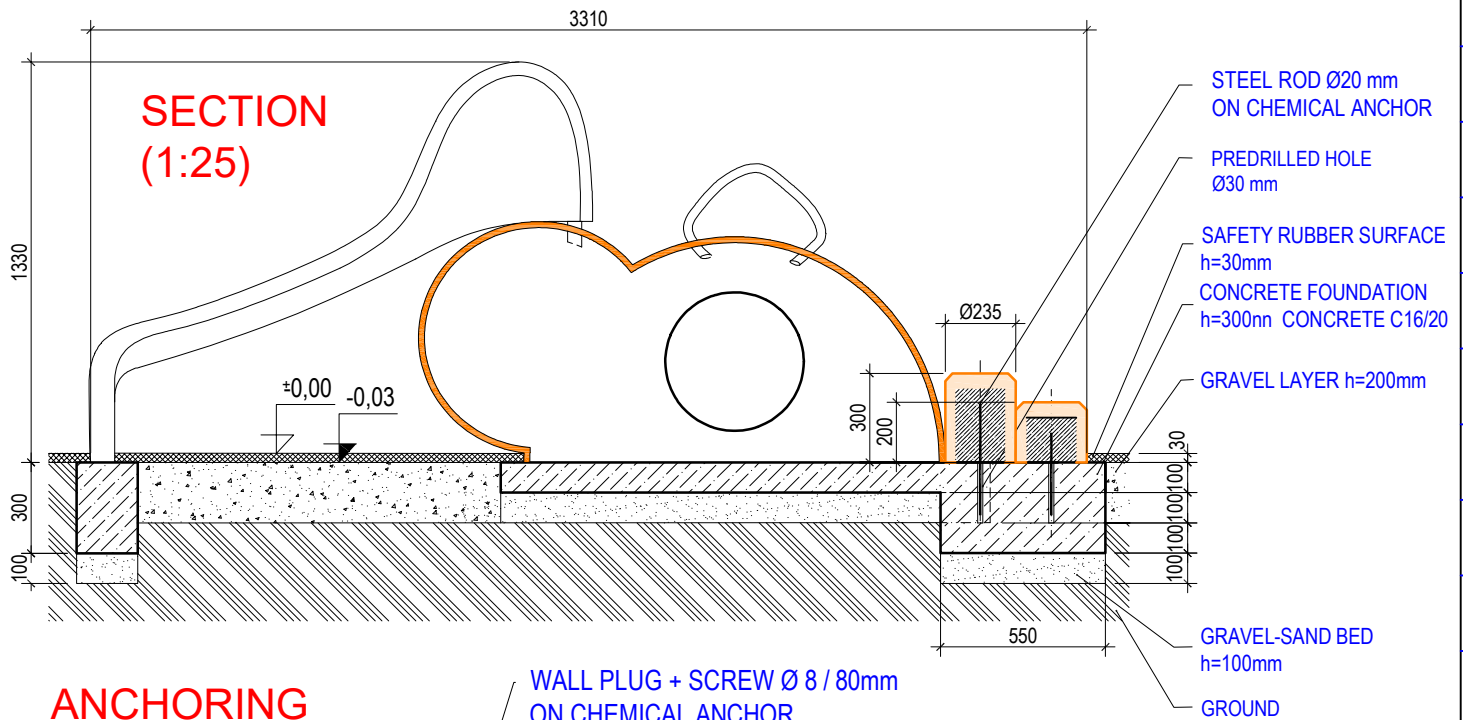 3310
SECTION
(1:25)
STEEL ROD Ø20 mm
ON CHEMICAL ANCHOR
PREDRILLED HOLE
Ø30 mm
1330
SAFETY RUBBER SURFACE
h=30mm
CONCRETE FOUNDATION
h=300nn CONCRETE C16/20
Ø235
GRAVEL LAYER h=200mm
±0,00
-0,03
300
200
30
300
100
100
100
100
100
550
GRAVEL-SAND BED
h=100mm
GROUND
ANCHORING
WALL PLUG + SCREW Ø 8 / 80mm
ON CHEMICAL ANCHOR